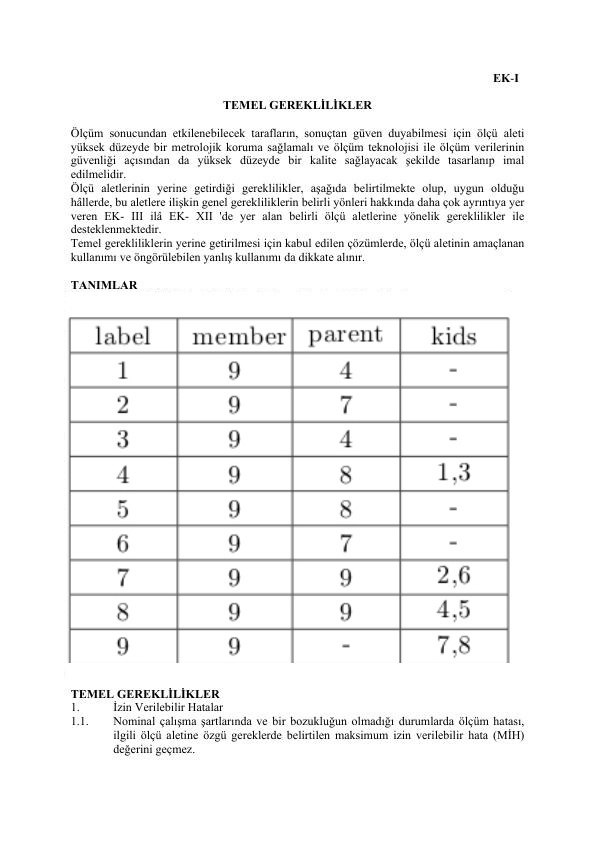 EK-I
TEMEL GEREKLİLİKLER
Ölçüm sonucundan etkilenebilecek tarafların, sonuçtan güven duyabilmesi için ölçü aleti
yüksek düzeyde bir metrolojik koruma sağlamalı ve ölçüm teknolojisi ile ölçüm verilerinin
güvenliği açısından da yüksek düzeyde bir kalite sağlayacak şekilde tasarlanıp imal
edilmelidir.
Ölçü aletlerinin yerine getirdiği gereklilikler, aşağıda belirtilmekte olup, uygun olduğu
hâllerde, bu aletlere ilişkin genel gerekliliklerin belirli yönleri hakkında daha çok ayrıntıya yer
veren EK- III ilâ EK- XII 'de yer alan belirli ölçü aletlerine yönelik gereklilikler ile
desteklenmektedir.
Temel gerekliliklerin yerine getirilmesi için kabul edilen çözümlerde, ölçü aletinin amaçlanan
kullanımı ve öngörülebilen yanlış kullanımı da dikkate alınır.
TANIMLAR
label member parent kids
1 9 4 -
2 9 7 -
3 9 4 -
4 9 8 1,3
5 9 8 -
6 9 7 -
7 9 9 2,6
8 9 9 4,5
9 9 - 7,8
TEMEL GEREKLİLİKLER
1. İzin Verilebilir Hatalar
1.1. Nominal çalışma şartlarında ve bir bozukluğun olmadığı durumlarda ölçüm hatası,
ilgili ölçü aletine özgü gereklerde belirtilen maksimum izin verilebilir hata (MİH)
değerini geçmez.